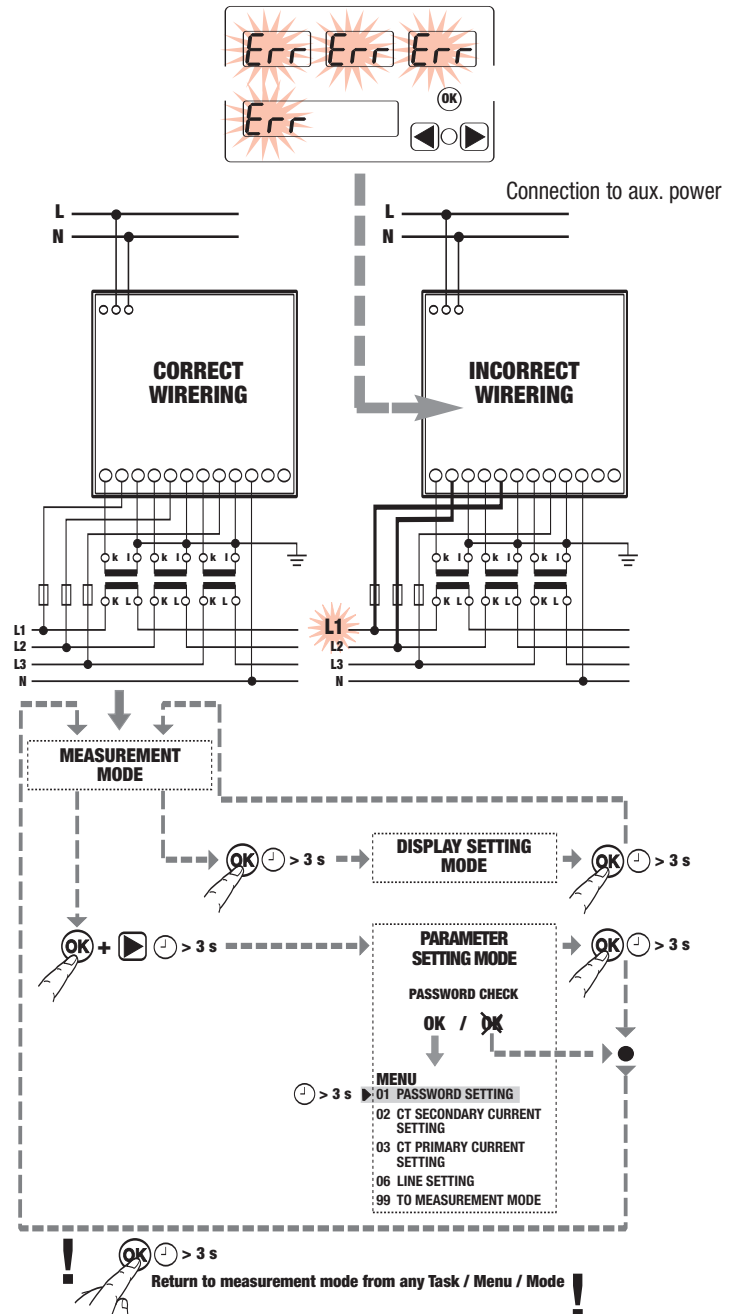 Err Err Err
Err
OK
Connection to aux. power
L
N
L
N
CORRECT
WIRERING
INCORRECT
WIRERING
k l k l k l
k l k l k l
K L K L K L
K L K L K L
L1
L2
L3
N
L1
L2
L3
N
MEASUREMENT
MODE
OK > 3 s
DISPLAY SETTING
MODE
OK > 3 s
OK + > 3 s
PARAMETER
SETTING MODE
OK > 3 s
PASSWORD CHECK
OK / OK
MENU
> 3 s 01 PASSWORD SETTING
02 CT SECONDARY CURRENT
SETTING
03 CT PRIMARY CURRENT
SETTING
06 LINE SETTING
99 TO MEASUREMENT MODE
! OK > 3 s
Return to measurement mode from any Task / Menu / Mode !